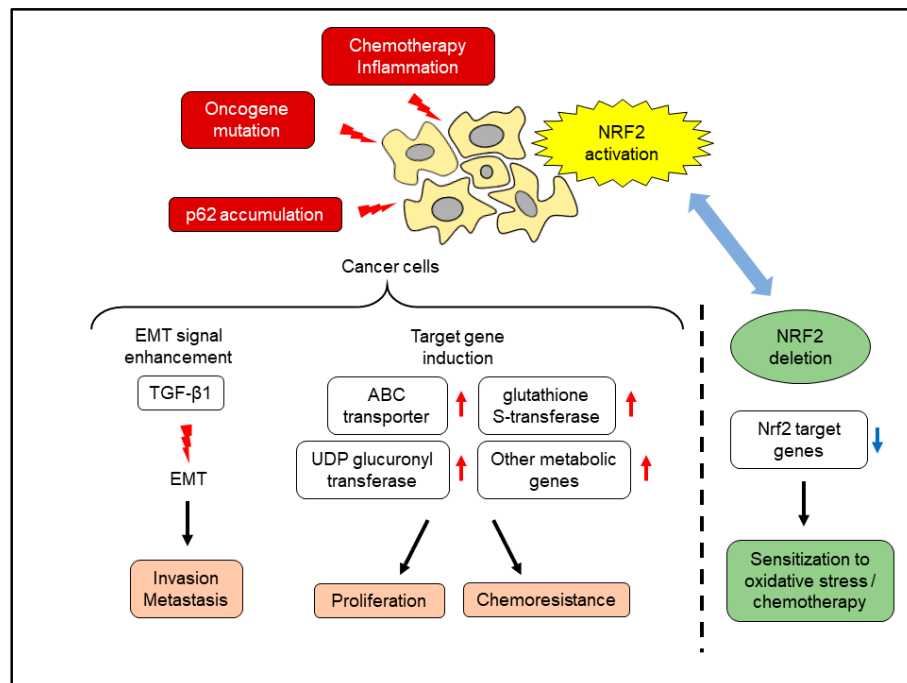 Chemotherapy
Inflammation
Oncogene
mutation
NRF2
activation
p62 accumulation
Cancer cells
EMT signal
enhancement
TGF-β1
EMT
Invasion
Metastasis
Target gene
induction
ABC
transporter
glutathione
S-transferase
UDP glucuronyl
transferase
Other metabolic
genes
Proliferation
Chemoresistance
NRF2
deletion
Nrf2 target
genes
Sensitization to
oxidative stress /
chemotherapy